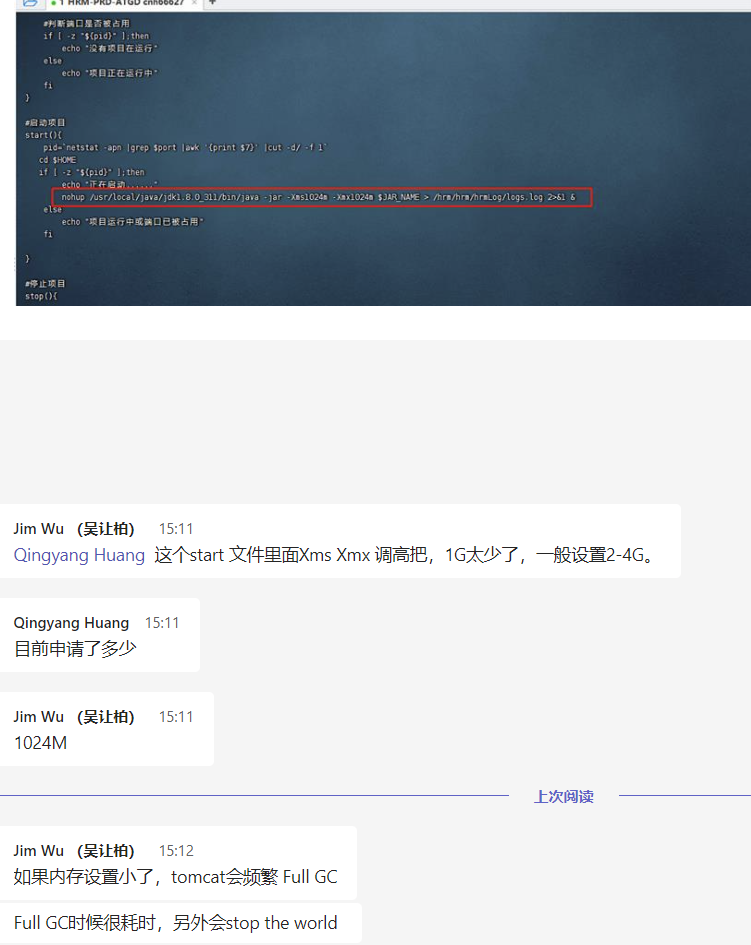 1 HRM-PRD-ATGD cnh66627 × +
#判断端口是否被占用
if [ -z "${pid}" ];then
echo "没有项目在运行"
else
echo "项目正在运行中"
fi
}
#启动项目
start(){
pid=`netstat -apn |grep $port |awk '{print $7}' |cut -d/ -f 1`
cd $HOME
if [ -z "${pid}" ];then
echo "正在启动......"
nohup /usr/local/java/jdk1.8.0_311/bin/java -jar -Xms1024m -Xmx1024m $JAR_NAME > /hrm/hrm/hrmLog/logs.log 2>&1 &
else
echo "项目运行中或端口已被占用"
fi
}
#停止项目
stop(){
Jim Wu （吴让柏） 15:11
Qingyang Huang 这个start 文件里面Xms Xmx 调高把，1G太少了，一般设置2-4G。
Qingyang Huang 15:11
目前申请了多少
Jim Wu （吴让柏） 15:11
1024M
上次阅读
Jim Wu （吴让柏） 15:12
如果内存设置小了，tomcat会频繁 Full GC
Full GC时候很耗时，另外会stop the world